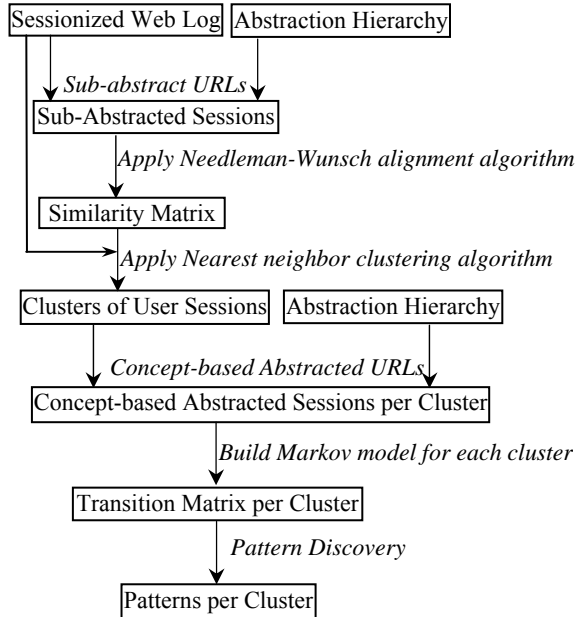 Sessionized Web Log
Abstraction Hierarchy
Sub-abstract URLs
Sub-Abstracted Sessions
Apply Needleman-Wunsch alignment algorithm
Similarity Matrix
Apply Nearest neighbor clustering algorithm
Clusters of User Sessions
Abstraction Hierarchy
Concept-based Abstracted URLs
Concept-based Abstracted Sessions per Cluster
Build Markov model for each cluster
Transition Matrix per Cluster
Pattern Discovery
Patterns per Cluster